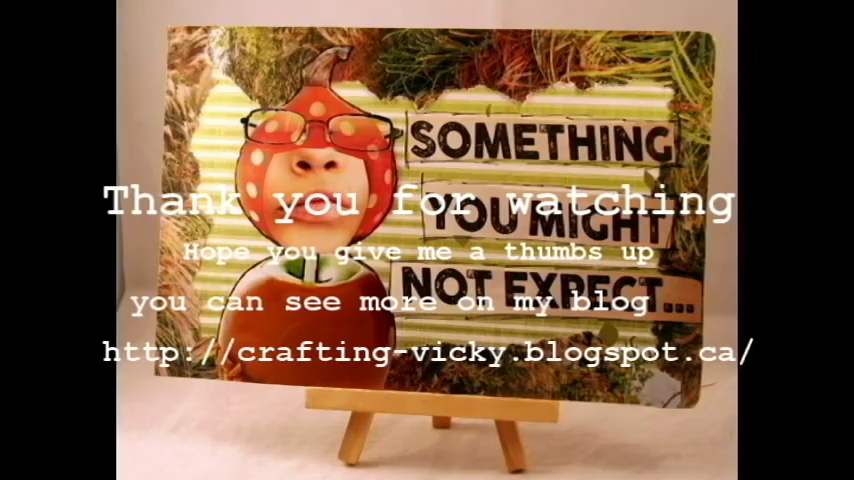 SOMETHING
YOU MIGHT
NOT EXPECT....
Thank you for watching
Hope you give me a thumbs up
you can see more on my blog
http://crafting-vicky.blogspot.ca/